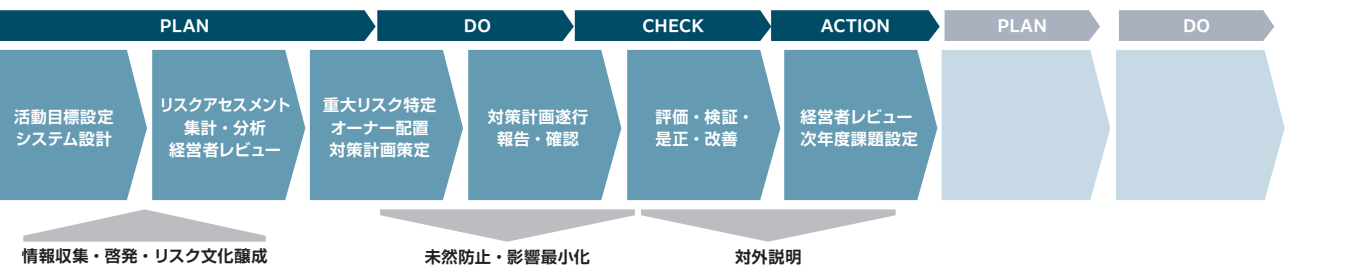 PLAN
DO
CHECK
ACTION
PLAN
DO
活動目標設定
システム設計
リスクアセスメント
集計・分析
経営者レビュー
重大リスク特定
オーナー配置
対策計画策定
対策計画遂行
報告・確認
評価・検証・
是正・改善
経営者レビュー
次年度課題設定
情報収集・啓発・リスク文化醸成
未然防止・影響最小化
対外説明